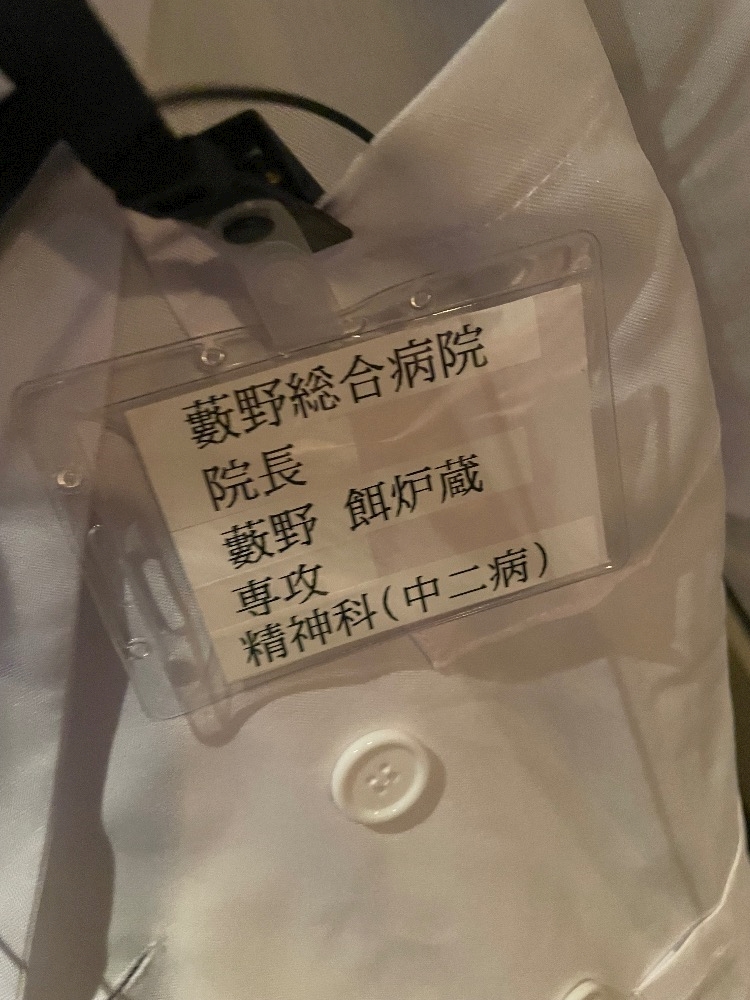 藪野総合病院
院長
藪野 餌炉蔵
専攻
精神科(中二病)